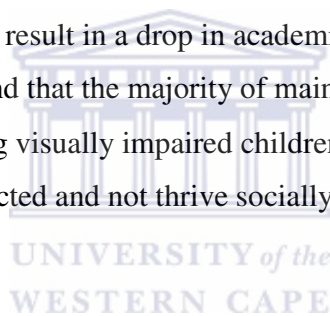 result in a drop in academi
nd that the majority of main
g visually impaired children
cted and not thrive socially
UNIVERSITY of the
WESTERN CAPE